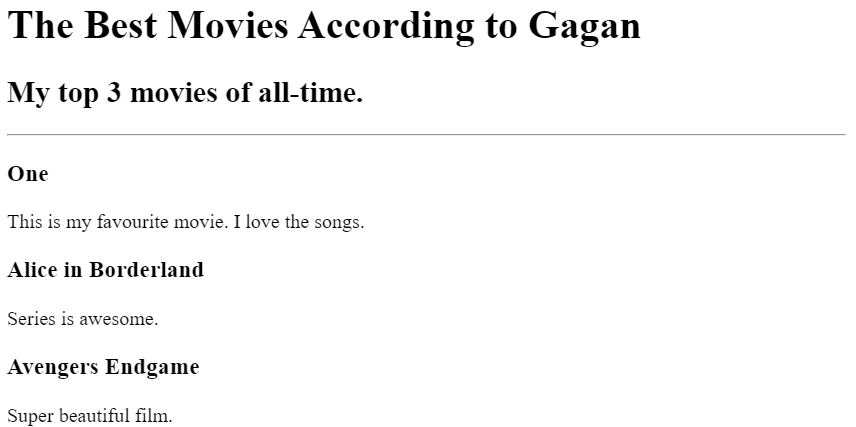 The Best Movies According to Gagan
My top 3 movies of all-time.
One
This is my favourite movie. I love the songs.
Alice in Borderland
Series is awesome.
Avengers Endgame
Super beautiful film.